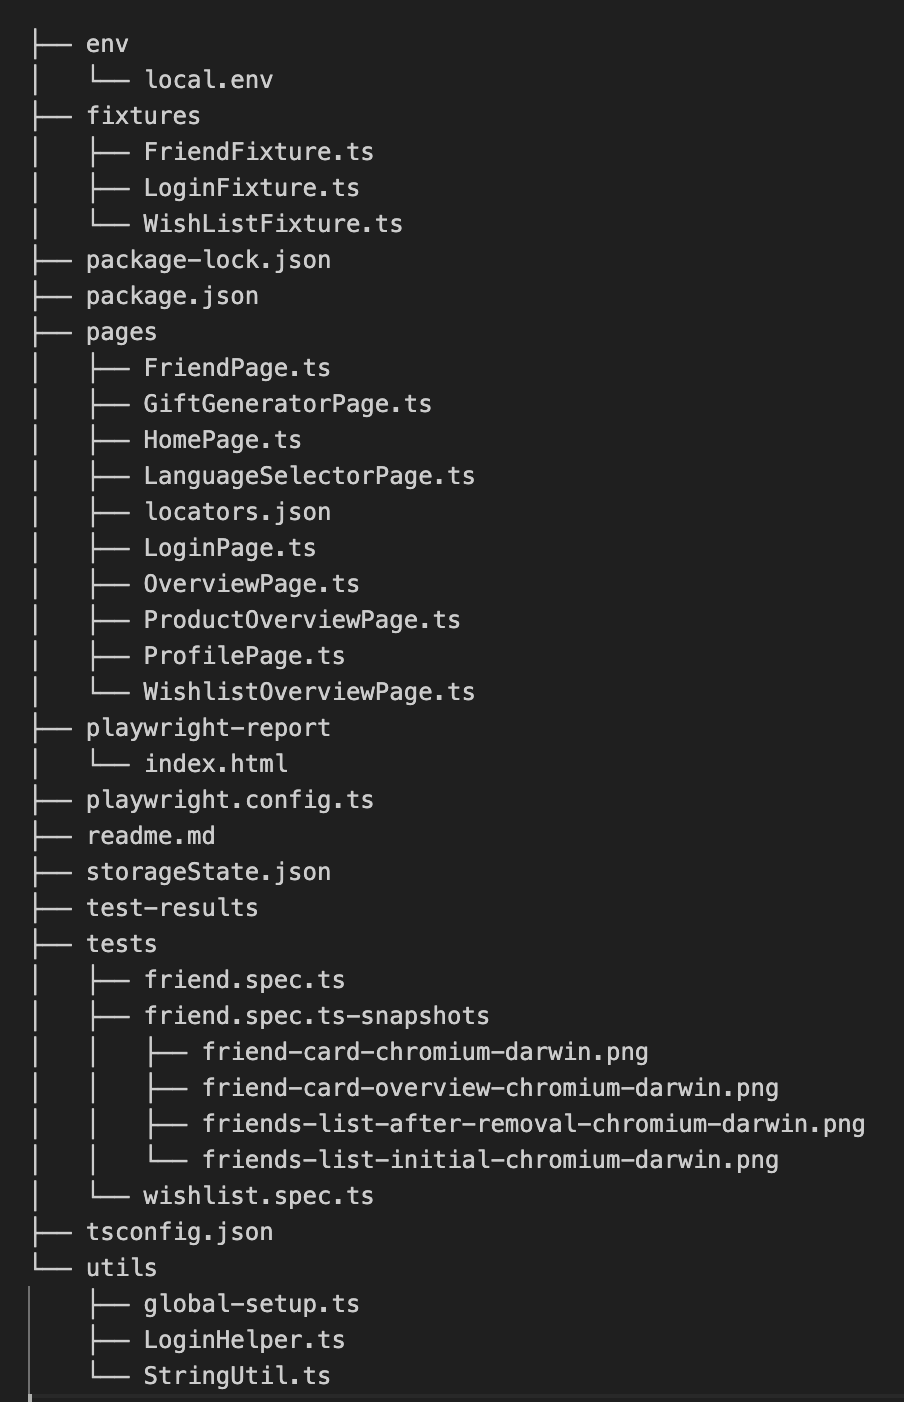 ├── env
│   └── local.env
├── fixtures
│   ├── FriendFixture.ts
│   ├── LoginFixture.ts
│   └── WishListFixture.ts
├── package-lock.json
├── package.json
├── pages
│   ├── FriendPage.ts
│   ├── GiftGeneratorPage.ts
│   ├── HomePage.ts
│   ├── LanguageSelectorPage.ts
│   ├── locators.json
│   ├── LoginPage.ts
│   ├── OverviewPage.ts
│   ├── ProductOverviewPage.ts
│   ├── ProfilePage.ts
│   └── WishlistOverviewPage.ts
├── playwright-report
│   └── index.html
├── playwright.config.ts
├── readme.md
├── storageState.json
├── test-results
├── tests
│   ├── friend.spec.ts
│   ├── friend.spec.ts-snapshots
│   │   ├── friend-card-chromium-darwin.png
│   │   ├── friend-card-overview-chromium-darwin.png
│   │   ├── friends-list-after-removal-chromium-darwin.png
│   │   └── friends-list-initial-chromium-darwin.png
│   └── wishlist.spec.ts
├── tsconfig.json
└── utils
    ├── global-setup.ts
    ├── LoginHelper.ts
    └── StringUtil.ts